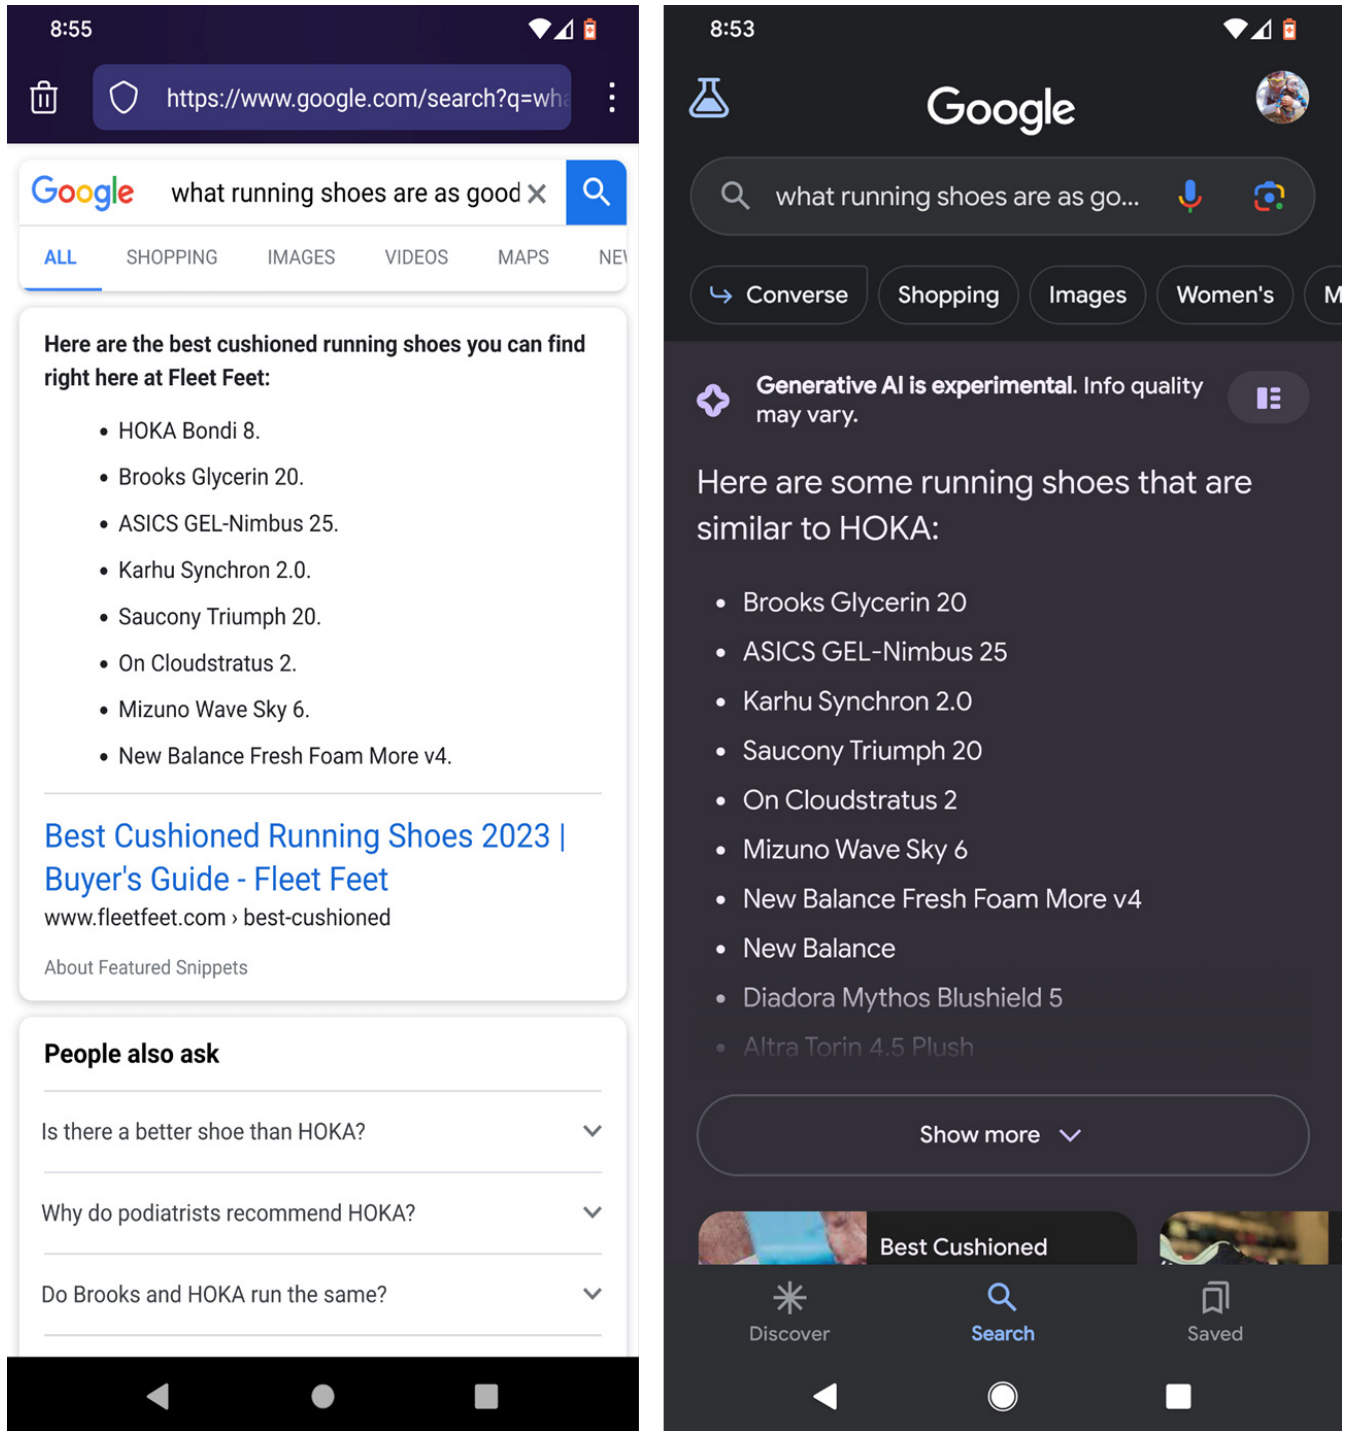 8:55
https://www.google.com/search?q=wha
Google what running shoes are as good
ALL SHOPPING IMAGES VIDEOS MAPS NEW
Here are the best cushioned running shoes you can find
right here at Fleet Feet:
• HOKA Bondi 8.
• Brooks Glycerin 20.
• ASICS GEL-Nimbus 25.
• Karhu Synchron 2.0.
• Saucony Triumph 20.
• On Cloudstratus 2.
• Mizuno Wave Sky 6.
• New Balance Fresh Foam More v4.
Best Cushioned Running Shoes 2023 |
Buyer's Guide - Fleet Feet
www.fleetfeet.com › best-cushioned
About Featured Snippets
People also ask
Is there a better shoe than HOKA?
Why do podiatrists recommend HOKA?
Do Brooks and HOKA run the same?
8:53
Google
what running shoes are as go...
Converse Shopping Images Women's M
Generative AI is experimental. Info quality
may vary.
Here are some running shoes that are
similar to HOKA:
• Brooks Glycerin 20
• ASICS GEL-Nimbus 25
• Karhu Synchron 2.0
• Saucony Triumph 20
• On Cloudstratus 2
• Mizuno Wave Sky 6
• New Balance Fresh Foam More v4
• New Balance
• Diadora Mythos Blushield 5
• Altra Torin 4.5 Plush
Show more
Best Cushioned
Discover Search Saved